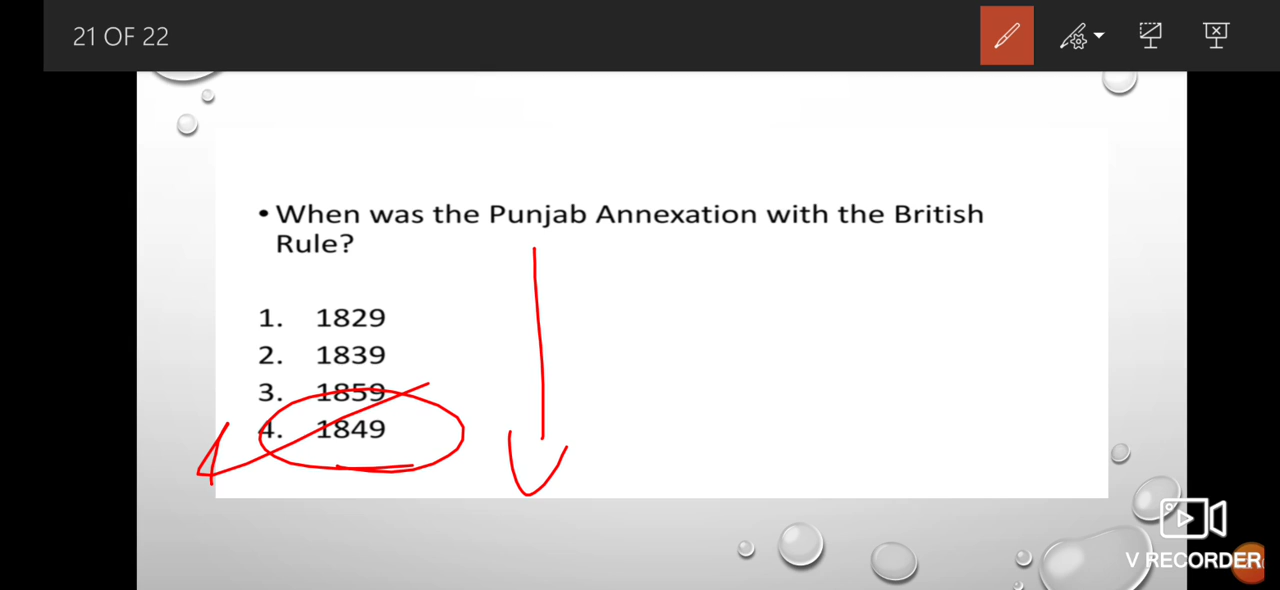 21 OF 22
• When was the Punjab Annexation with the British
Rule?
1. 1829
2. 1839
3. 1859
4. 1849
V RECORDER